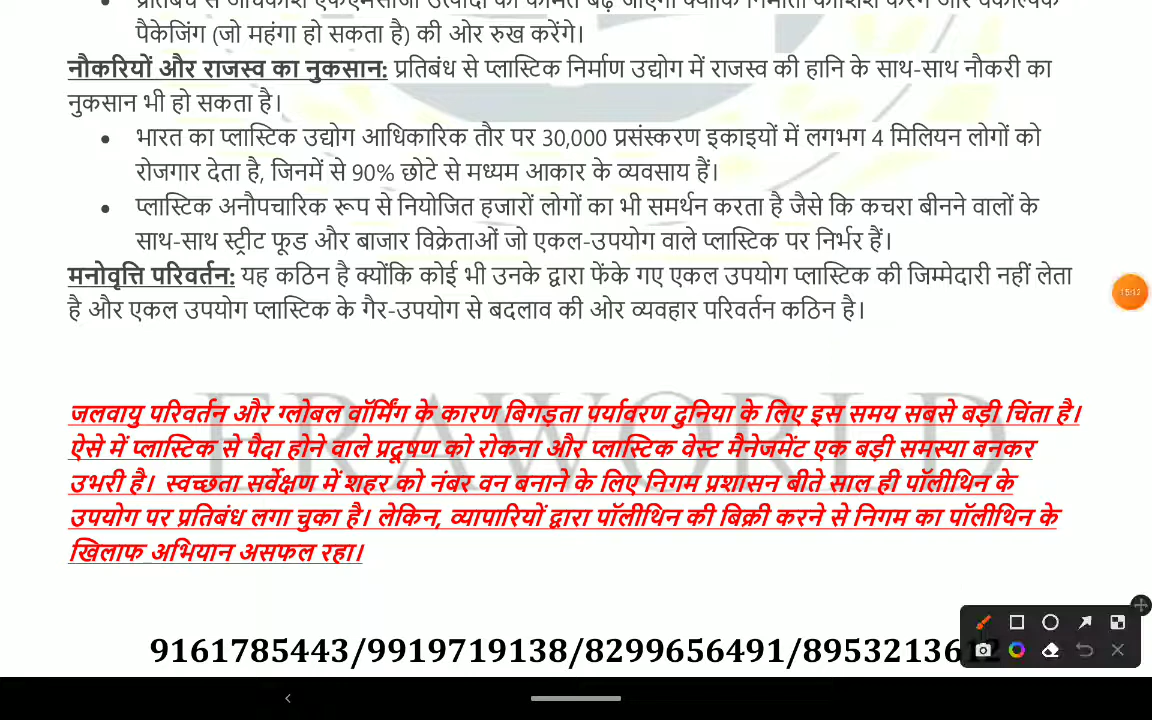 पैकेजिंग (जो महंगा हो सकता है) की ओर रुख करेंगे।
नौकरियों और राजस्व का नुकसान: प्रतिबंध से प्लास्टिक निर्माण उद्योग में राजस्व की हानि के साथ-साथ नौकरी का
नुकसान भी हो सकता है।
• भारत का प्लास्टिक उद्योग आधिकारिक तौर पर 30,000 प्रसंस्करण इकाइयों में लगभग 4 मिलियन लोगों को
रोजगार देता है, जिनमें से 90% छोटे से मध्यम आकार के व्यवसाय हैं।
• प्लास्टिक अनौपचारिक रूप से नियोजित हजारों लोगों का भी समर्थन करता है जैसे कि कचरा बीनने वालों के
साथ-साथ स्ट्रीट फूड और बाजार विक्रेताओं जो एकल-उपयोग वाले प्लास्टिक पर निर्भर हैं।
मनोवृत्ति परिवर्तन: यह कठिन है क्योंकि कोई भी उनके द्वारा फेंके गए एकल उपयोग प्लास्टिक की जिम्मेदारी नहीं लेता
है और एकल उपयोग प्लास्टिक के गैर-उपयोग से बदलाव की ओर व्यवहार परिवर्तन कठिन है।
ERAWORLD
जलवायु परिवर्तन और ग्लोबल वॉर्मिंग के कारण बिगड़ता पर्यावरण दुनिया के लिए इस समय सबसे बड़ी चिंता है।
ऐसे में प्लास्टिक से पैदा होने वाले प्रदूषण को रोकना और प्लास्टिक वेस्ट मैनेजमेंट एक बड़ी समस्या बनकर
उभरी है। स्वच्छता सर्वेक्षण में शहर को नंबर वन बनाने के लिए निगम प्रशासन बीते साल ही पॉलीथिन के
उपयोग पर प्रतिबंध लगा चुका है। लेकिन, व्यापारियों द्वारा पॉलीथिन की बिक्री करने से निगम का पॉलीथिन के
खिलाफ अभियान असफल रहा।
9161785443/9919719138/8299656491/8953213612